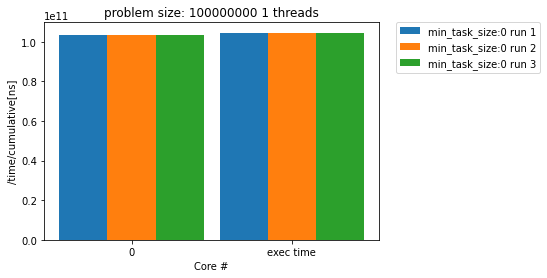 problem size: 100000000 1 threads
1e11
1.0
0.8
0.6
0.4
0.2
0.0
/time/cumulative[ns]
0
exec time
Core #
min_task_size:0 run 1
min_task_size:0 run 2
min_task_size:0 run 3